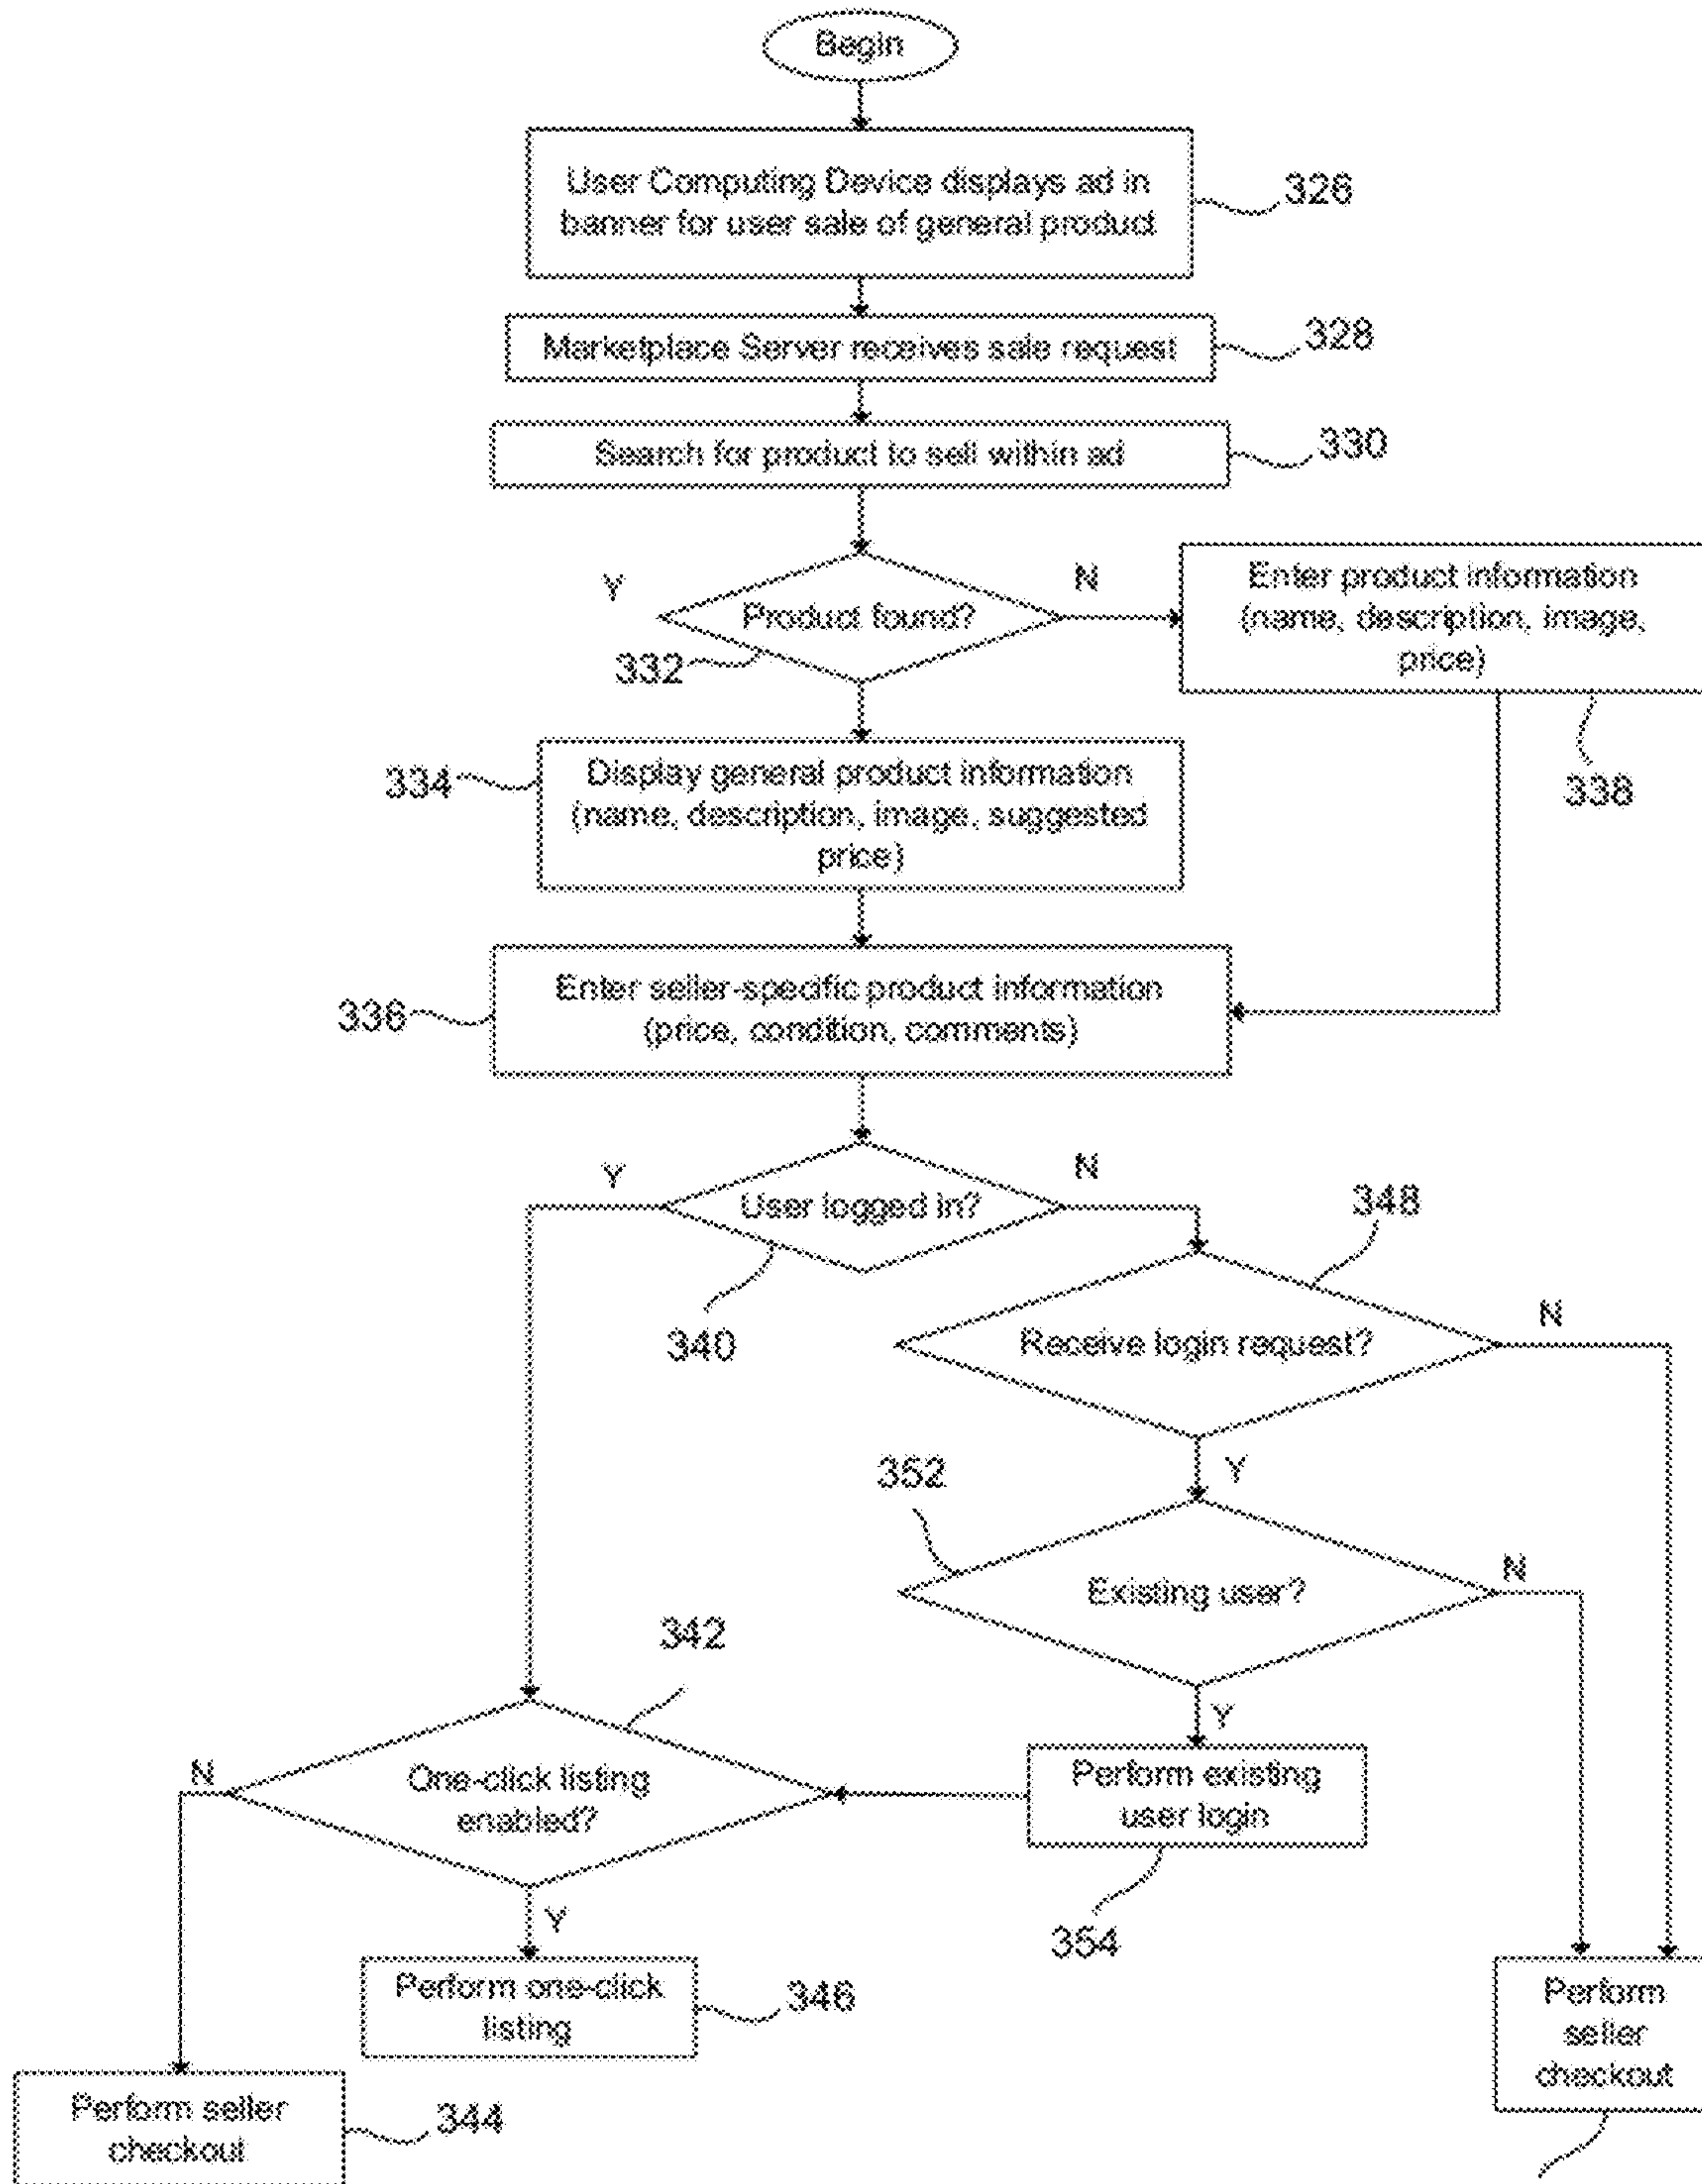 Begin
User Computing Device displays ad in
banner for user sale of general product
326
Marketplace Server receives sale request
328
Search for product to sell within ad
330
Y
N
Product found?
332
Enter product information
(name, description, image,
price)
338
334
Display general product information
(name, description, image, suggested
price)
336
Enter seller-specific product information
(price, condition, comments)
Y
N
User logged in?
340
348
Receive login request?
N
Y
352
Existing user?
N
Y
342
One-click listing
enabled?
N
Y
Perform existing
user login
354
Perform one-click
listing
346
Perform
seller
checkout
Perform seller
checkout
344